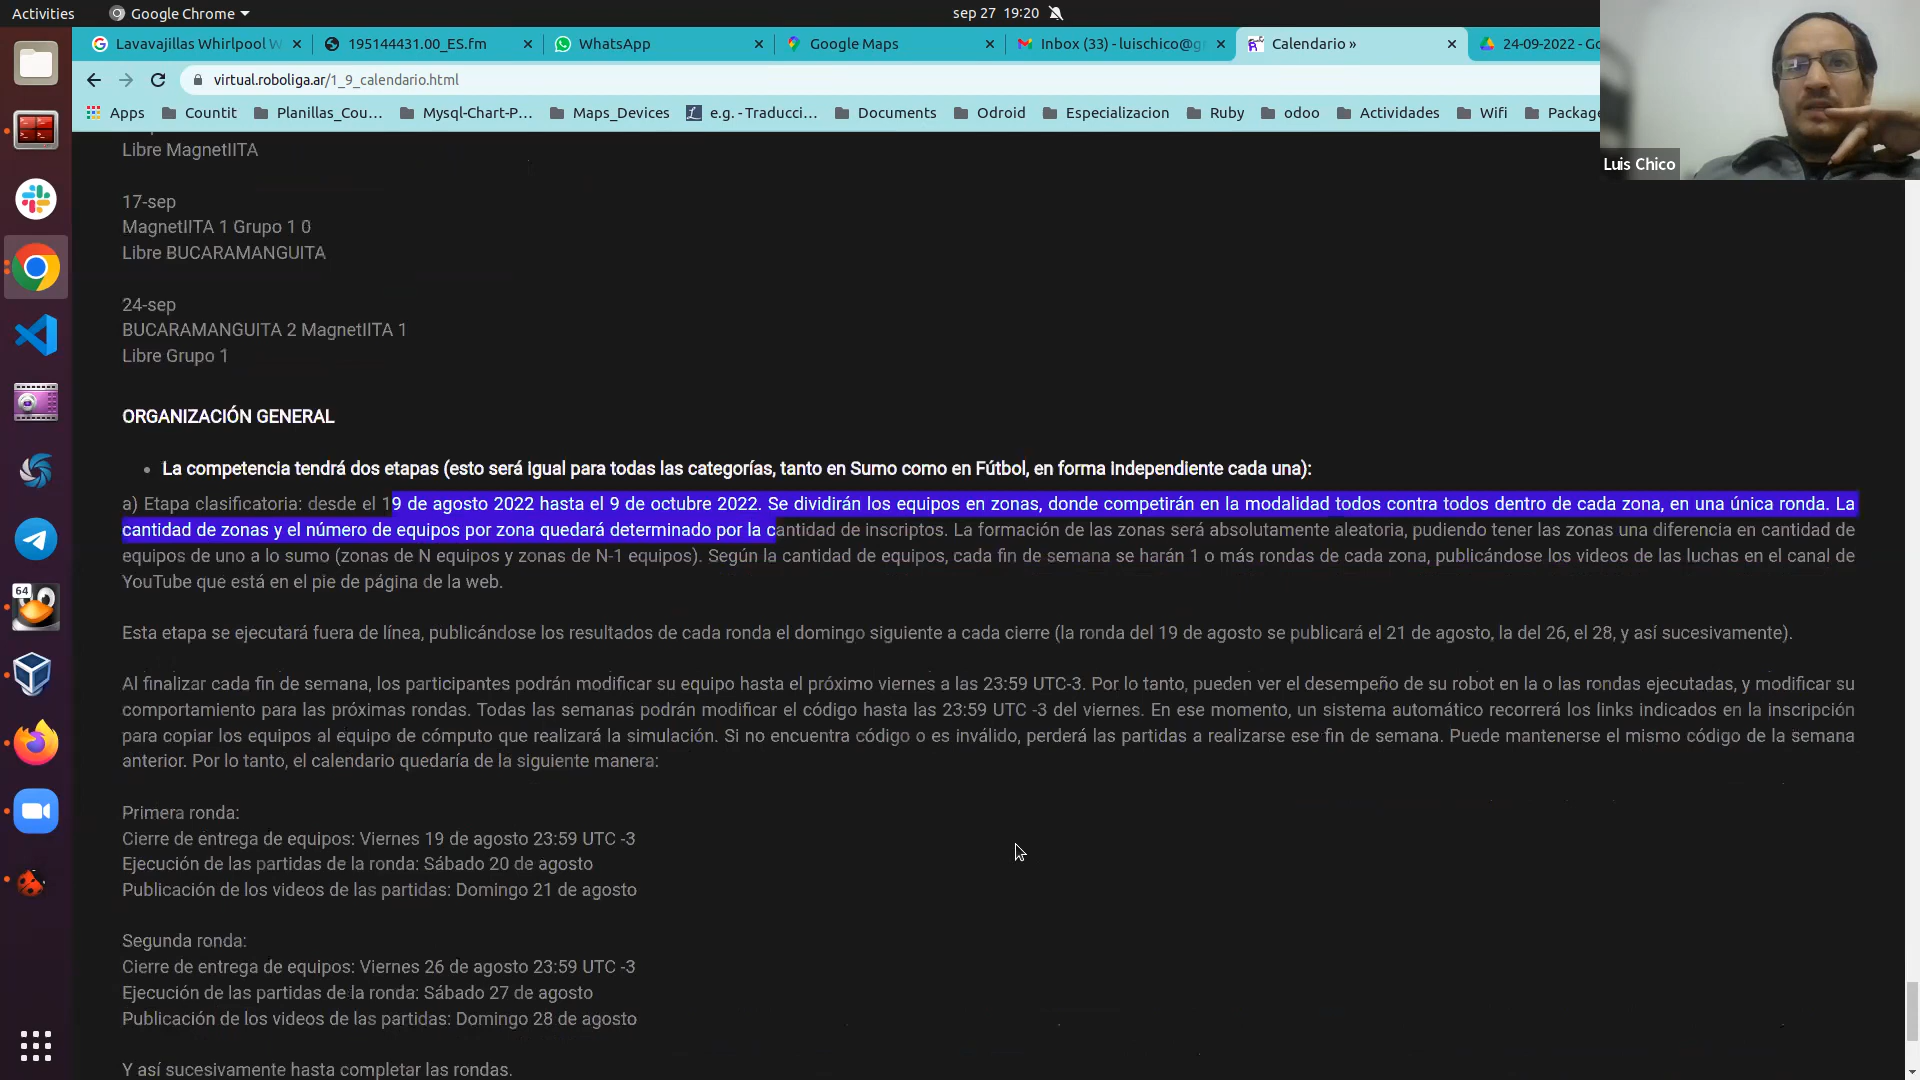 Activities
Google Chrome
sep 27 19:20
Lavavajillas Whirlpool W
195144431.00_ES.fm
WhatsApp
Google Maps
Inbox (33) - luischico@g
Calendario »
24-09-2022 - Go
virtual.roboliga.ar/1_9_calendario.html
Apps
Countit
Planillas_Cou...
Mysql-Chart-P...
Maps_Devices
e.g. - Traducci...
Documents
Odroid
Especializacion
Ruby
odoo
Actividades
Wifi
Package
Luis Chico
Libre MagnetIITA
17-sep
MagnetIITA 1 Grupo 1 0
Libre BUCARAMANGUITA
24-sep
BUCARAMANGUITA 2 MagnetIITA 1
Libre Grupo 1
ORGANIZACIÓN GENERAL
La competencia tendrá dos etapas (esto será igual para todas las categorías, tanto en Sumo como en Fútbol, en forma independiente cada una):
a) Etapa clasificatoria: desde el 19 de agosto 2022 hasta el 9 de octubre 2022. Se dividirán los equipos en zonas, donde competirán en la modalidad todos contra todos dentro de cada zona, en una única ronda. La
cantidad de zonas y el número de equipos por zona quedará determinado por la cantidad de inscriptos. La formación de las zonas será absolutamente aleatoria, pudiendo tener las zonas una diferencia en cantidad de
equipos de uno a lo sumo (zonas de N equipos y zonas de N-1 equipos). Según la cantidad de equipos, cada fin de semana se harán 1 o más rondas de cada zona, publicándose los videos de las luchas en el canal de
YouTube que está en el pie de página de la web.
Esta etapa se ejecutará fuera de línea, publicándose los resultados de cada ronda el domingo siguiente a cada cierre (la ronda del 19 de agosto se publicará el 21 de agosto, la del 26, el 28, y así sucesivamente).
Al finalizar cada fin de semana, los participantes podrán modificar su equipo hasta el próximo viernes a las 23:59 UTC-3. Por lo tanto, pueden ver el desempeño de su robot en la o las rondas ejecutadas, y modificar su
comportamiento para las próximas rondas. Todas las semanas podrán modificar el código hasta las 23:59 UTC -3 del viernes. En ese momento, un sistema automático recorrerá los links indicados en la inscripción
para copiar los equipos al equipo de cómputo que realizará la simulación. Si no encuentra código o es inválido, perderá las partidas a realizarse ese fin de semana. Puede mantenerse el mismo código de la semana
anterior. Por lo tanto, el calendario quedaría de la siguiente manera:
Primera ronda:
Cierre de entrega de equipos: Viernes 19 de agosto 23:59 UTC -3
Ejecución de las partidas de la ronda: Sábado 20 de agosto
Publicación de los videos de las partidas: Domingo 21 de agosto
Segunda ronda:
Cierre de entrega de equipos: Viernes 26 de agosto 23:59 UTC -3
Ejecución de las partidas de la ronda: Sábado 27 de agosto
Publicación de los videos de las partidas: Domingo 28 de agosto
Y así sucesivamente hasta completar las rondas.
64